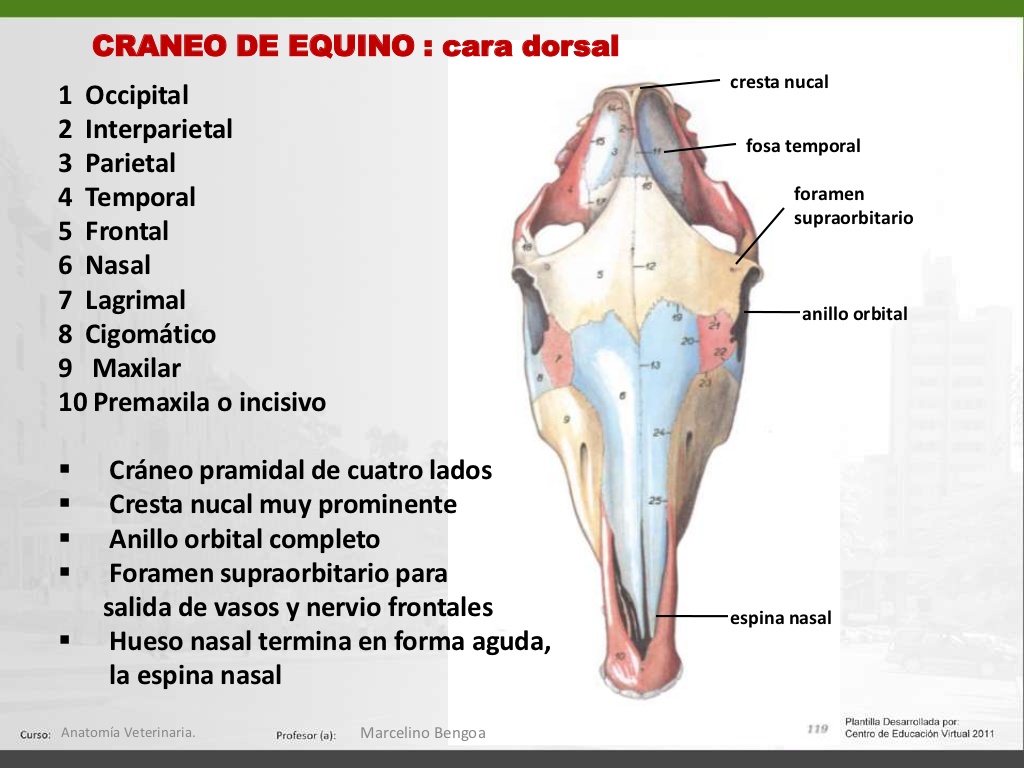 CRANEO DE EQUINO : cara dorsal
1 Occipital
2 Interparietal
3 Parietal
4 Temporal
5 Frontal
6 Nasal
7 Lagrimal
8 Cigomático
9 Maxilar
10 Premaxila o incisivo
▪ Cráneo pramidal de cuatro lados
▪ Cresta nucal muy prominente
▪ Anillo orbital completo
▪ Foramen supraorbitario para
salida de vasos y nervio frontales
▪ Hueso nasal termina en forma aguda,
la espina nasal
cresta nucal
fosa temporal
foramen
supraorbitario
anillo orbital
espina nasal
14
2
15
3
11
16
4
17
18
5
12
19
21
20
7
22
13
8
23
6
9
24
25
10
Curso: Anatomía Veterinaria.
Profesor (a): Marcelino Bengoa
119
Plantilla Desarrollada por:
Centro de Educación Virtual 2011